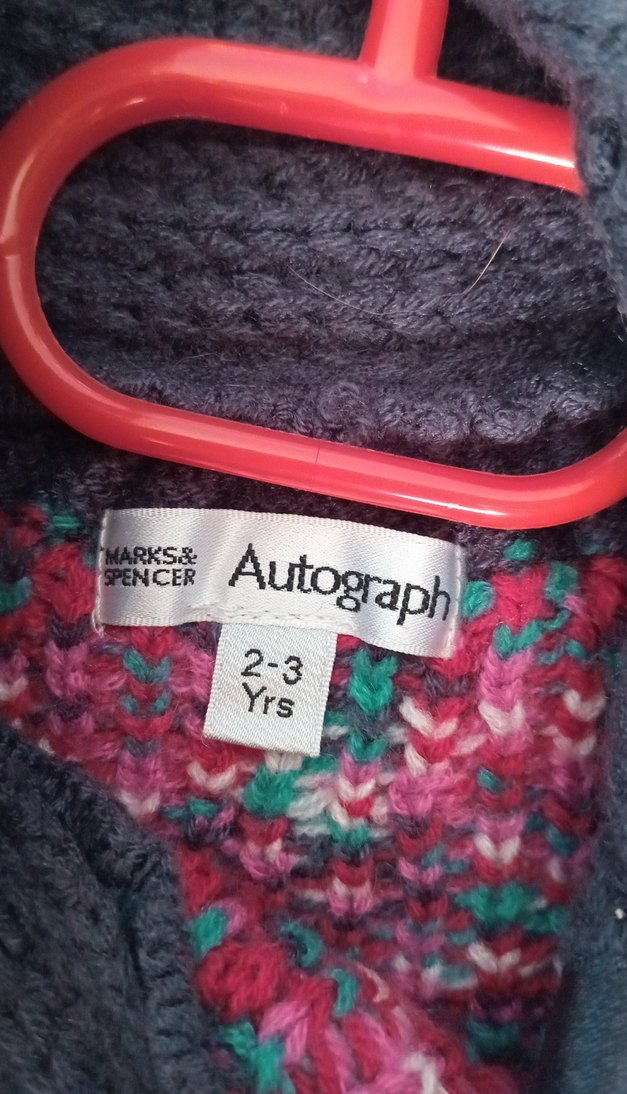 MARKS&
SPENCER
Autograph
2-3
Yrs